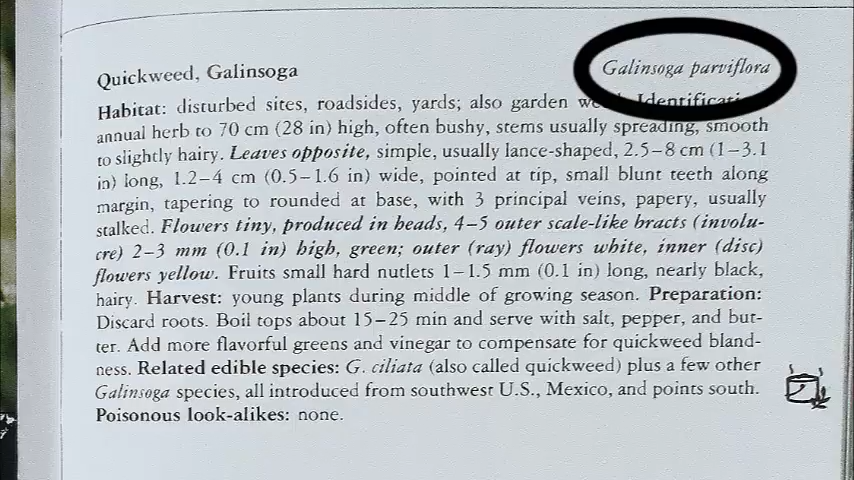 Quickweed, Galinsoga Galinsoga parviflora
Habitat: disturbed sites, roadsides, yards; also garden
annual herb to 70 cm (28 in) high, often bushy, stems usually spreading, smooth
to slightly hairy. Leaves opposite, simple, usually lance-shaped, 2.5–8 cm (1–3.1
in) long, 1.2–4 cm (0.5–1.6 in) wide, pointed at tip, small blunt teeth along
margin, tapering to rounded at base, with 3 principal veins, papery, usually
stalked. Flowers tiny, produced in heads, 4–5 outer scale-like bracts (involu-
cre) 2–3 mm (0.1 in) high, green; outer (ray) flowers white, inner (disc)
flowers yellow. Fruits small hard nutlets 1–1.5 mm (0.1 in) long, nearly black,
hairy. Harvest: young plants during middle of growing season. Preparation:
Discard roots. Boil tops about 15–25 min and serve with salt, pepper, and but-
ter. Add more flavorful greens and vinegar to compensate for quickweed bland-
ness. Related edible species: G. ciliata (also called quickweed) plus a few other
Galinsoga species, all introduced from southwest U.S., Mexico, and points south.
Poisonous look-alikes: none.